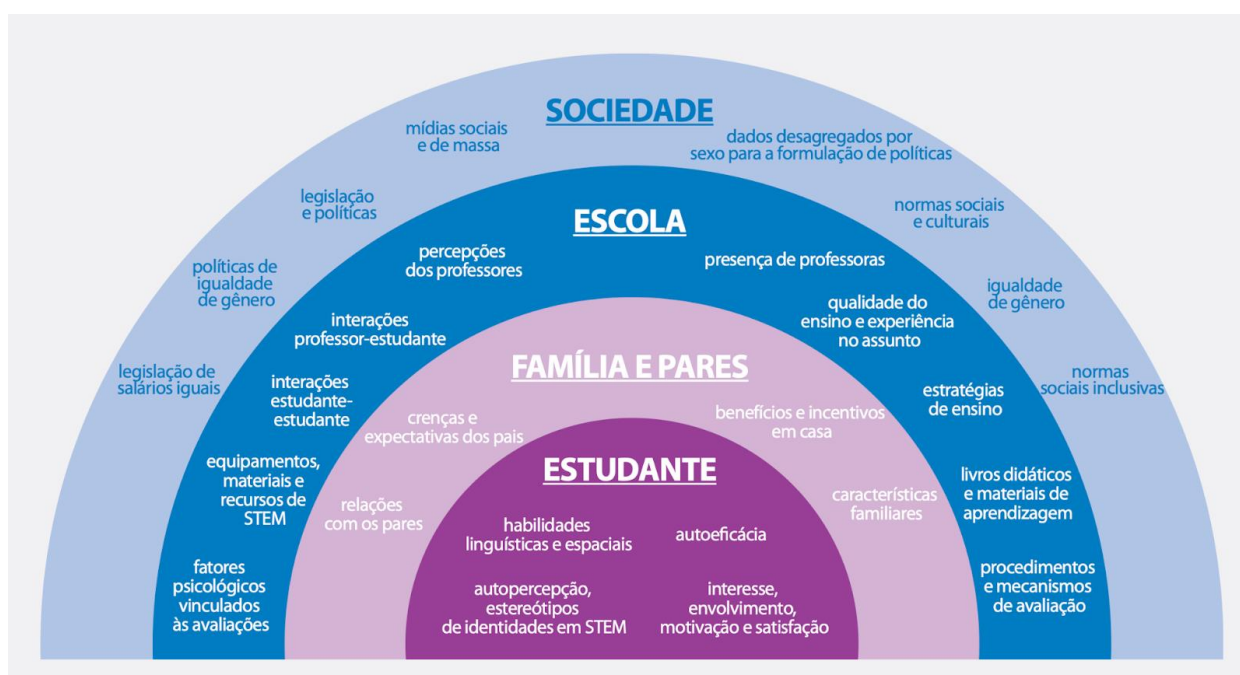 SOCIEDADE
mídias sociais
e de massa
dados desagregados por
sexo para a formulação de políticas
legislação
e políticas
normas sociais
e culturais
políticas de
igualdade
de gênero
igualdade
de gênero
legislação de
salários iguais
normas
sociais inclusivas
ESCOLA
percepções
dos professores
presença de professoras
interações
professor-estudante
qualidade do
ensino e experiência
no assunto
interações
estudante-
estudante
estratégias
de ensino
equipamentos,
materiais e
recursos de
STEM
livros didáticos
e materiais de
aprendizagem
fatores
psicológicos
vinculados
às avaliações
procedimentos
e mecanismos
de avaliação
FAMÍLIA E PARES
crenças e
expectativas dos pais
benefícios e incentivos
em casa
relações
com os pares
características
familiares
ESTUDANTE
habilidades
linguísticas e espaciais
autoeficácia
autopercepção,
estereótipos
de identidades em STEM
interesse,
envolvimento,
motivação e satisfação